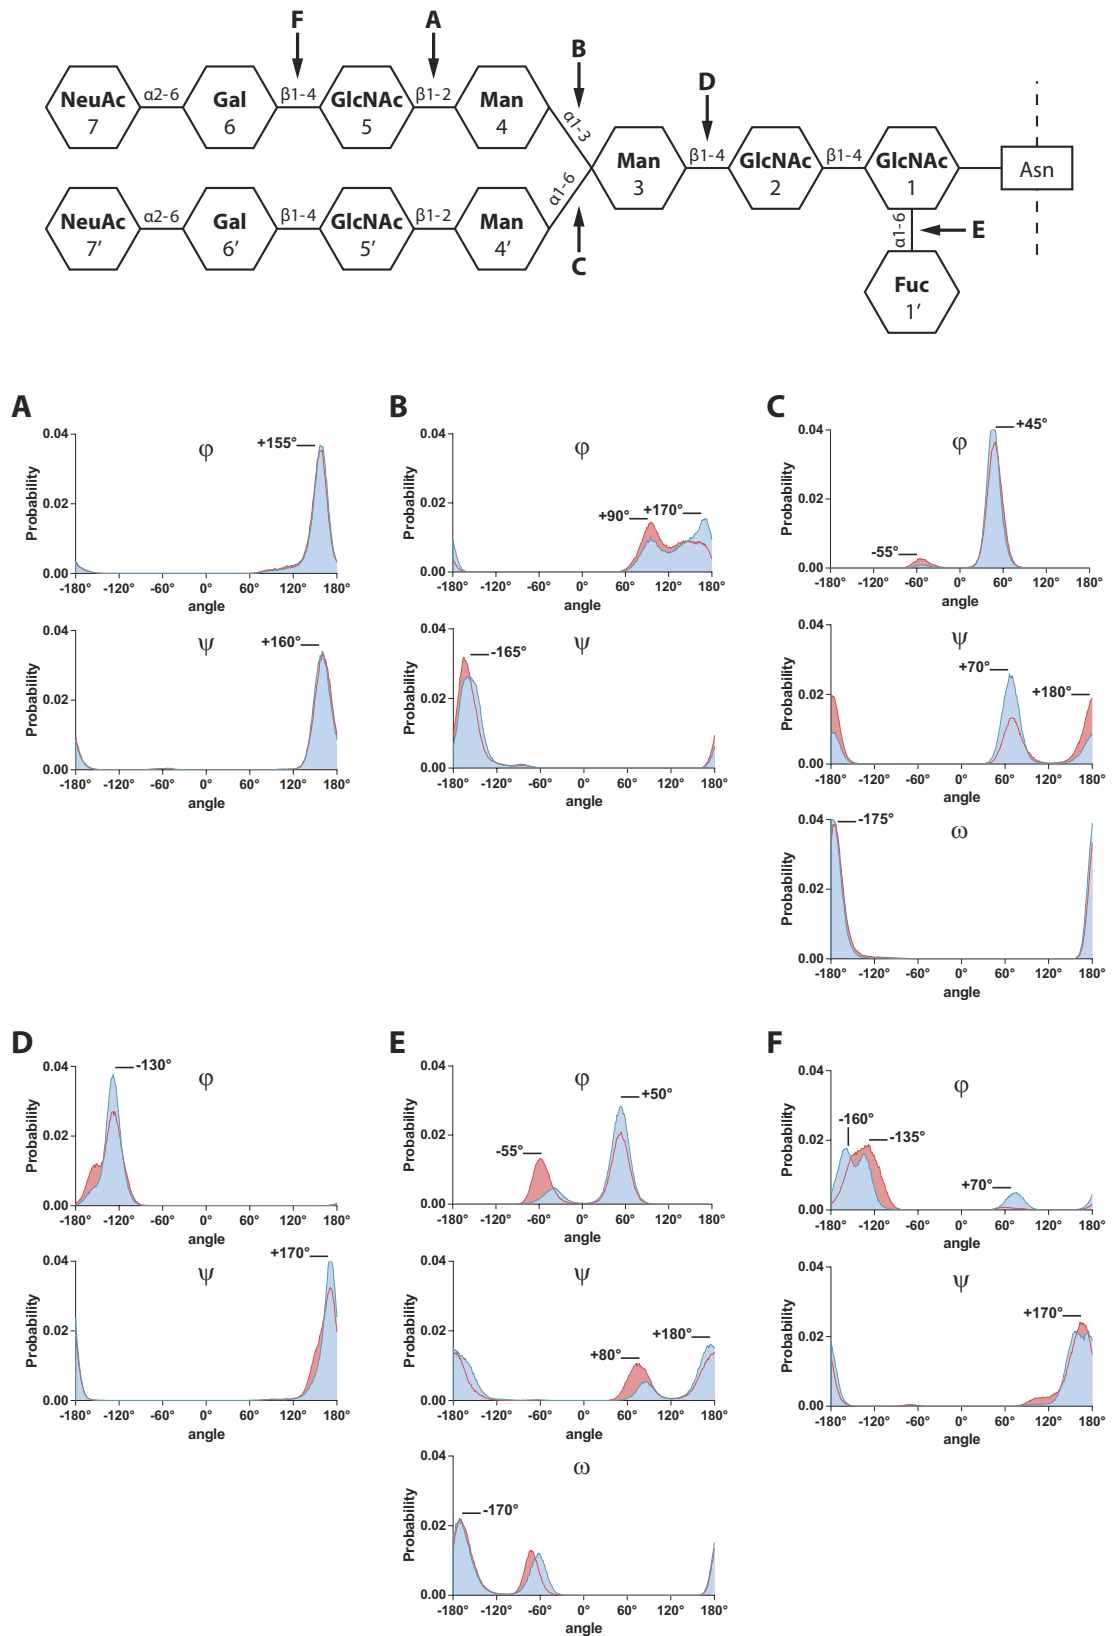 F A
B
D
NeuAc 7 α2-6 Gal 6 β1-4 GlcNAc 5 β1-2 Man 4
α1-3
Man 3 β1-4 GlcNAc 2 β1-4 GlcNAc 1 Asn
α1-6
NeuAc 7′ α2-6 Gal 6′ β1-4 GlcNAc 5′ β1-2 Man 4′
C
α1-6 E
Fuc 1′
A
φ
+155°
Probability
0.04
0.02
0.00
-180° -120° -60° 0° 60° 120° 180°
angle
ψ
+160°
Probability
0.04
0.02
0.00
-180° -120° -60° 0° 60° 120° 180°
angle
B
φ
+90° +170°
Probability
0.04
0.02
0.00
-180° -120° -60° 0° 60° 120° 180°
angle
ψ
-165°
Probability
0.04
0.02
0.00
-180° -120° -60° 0° 60° 120° 180°
angle
C
φ
+45°
-55°
Probability
0.04
0.02
0.00
-180° -120° -60° 0° 60° 120° 180°
angle
ψ
+70°
+180°
Probability
0.04
0.02
0.00
-180° -120° -60° 0° 60° 120° 180°
angle
ω
-175°
Probability
0.04
0.02
0.00
-180° -120° -60° 0° 60° 120° 180°
angle
D
φ
-130°
Probability
0.04
0.02
0.00
-180° -120° -60° 0° 60° 120° 180°
angle
ψ
+170°
Probability
0.04
0.02
0.00
-180° -120° -60° 0° 60° 120° 180°
angle
E
φ
+50°
-55°
Probability
0.04
0.02
0.00
-180° -120° -60° 0° 60° 120° 180°
angle
ψ
+180°
+80°
Probability
0.04
0.02
0.00
-180° -120° -60° 0° 60° 120° 180°
angle
ω
-170°
Probability
0.04
0.02
0.00
-180° -120° -60° 0° 60° 120° 180°
angle
F
φ
-160°
-135°
+70°
Probability
0.04
0.02
0.00
-180° -120° -60° 0° 60° 120° 180°
angle
ψ
+170°
Probability
0.04
0.02
0.00
-180° -120° -60° 0° 60° 120° 180°
angle